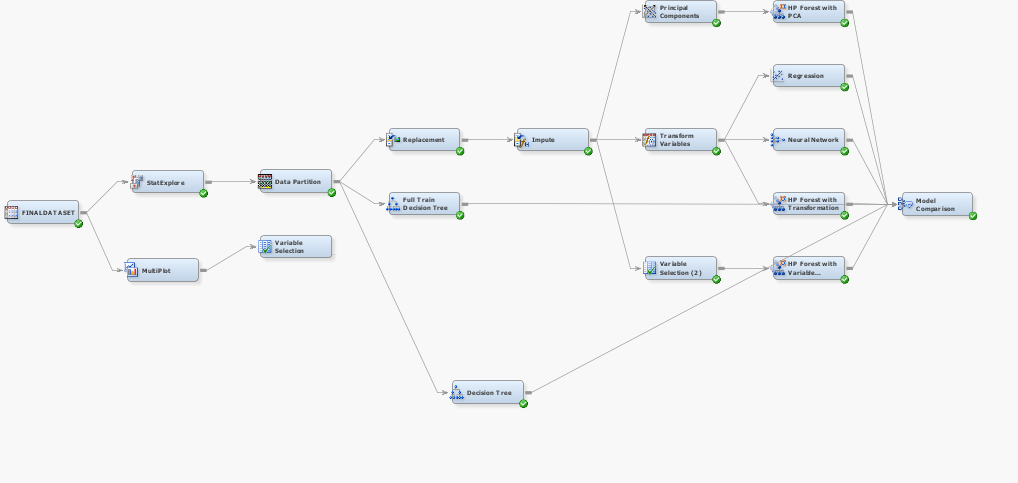 Principal
Components
HP Forest with
PCA
Regression
Replacement
Impute
Transform
Variables
Neural Network
StatExplore
Data Partition
FINALDATASET
Full Train
Decision Tree
HP Forest with
Transformation
Model
Comparison
Variable
Selection
MultiPlot
Variable
Selection (2)
HP Forest with
Variable...
Decision Tree